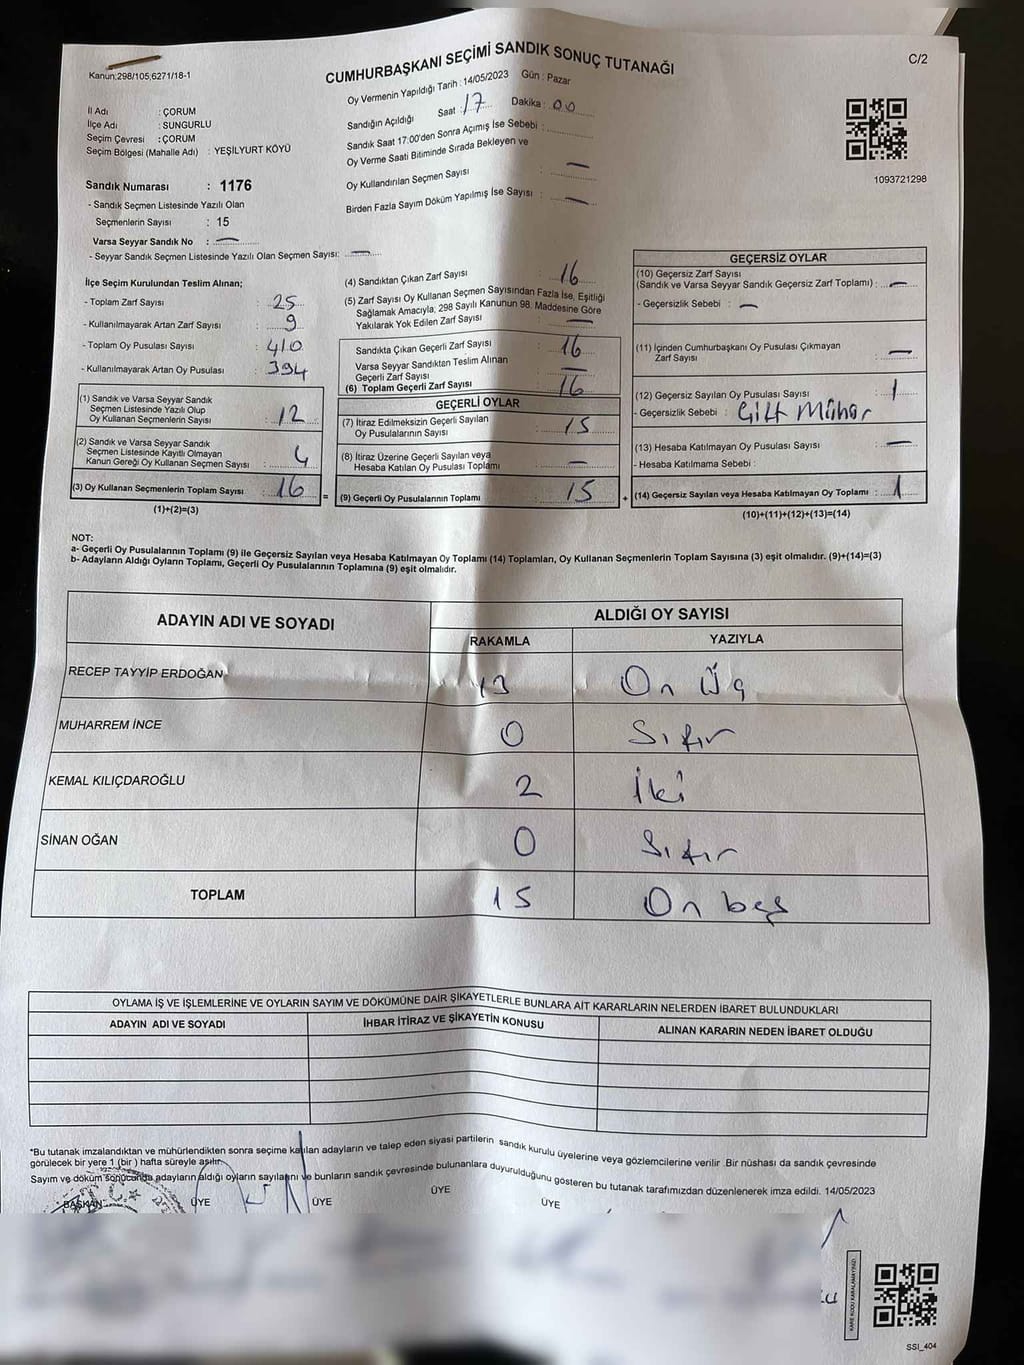 CUMHURBAŞKANI SEÇİMİ SANDIK SONUÇ TUTANAĞI
C/2
Kanun:298/105;6271/18-1
Oy Vermenin Yapıldığı Tarih : 14/05/2023 Gün : Pazar
Sandığın Açıldığı Saat : 17 Dakika : 00
Sandık Saat 17:00'den Sonra Açımış İse Sebebi :
Oy Verme Saati Bitiminde Sırada Bekleyen ve
Oy Kullandırılan Seçmen Sayısı : —
Birden Fazla Sayım Döküm Yapılmış İse Sayısı : —
1093721298
İl Adı : ÇORUM
İlçe Adı : SUNGURLU
Seçim Çevresi : ÇORUM
Seçim Bölgesi (Mahalle Adı) : YEŞİLYURT KÖYÜ
Sandık Numarası : 1176
- Sandık Seçmen Listesinde Yazılı Olan
Seçmenlerin Sayısı : 15
Varsa Seyyar Sandık No : —
- Seyyar Sandık Seçmen Listesinde Yazılı Olan Seçmen Sayısı: —
İlçe Seçim Kurulundan Teslim Alınan;
- Toplam Zarf Sayısı : 25
- Kullanılmayarak Artan Zarf Sayısı : 9
- Toplam Oy Pusulası Sayısı : 410
- Kullanılmayarak Artan Oy Pusulası : 394
(1) Sandık ve Varsa Seyyar Sandık
Seçmen Listesinde Yazılı Olup
Oy Kullanan Seçmenlerin Sayısı : 12
(2) Sandık ve Varsa Seyyar Sandık
Seçmen Listesinde Kayıtlı Olmayan
Kanun Gereği Oy Kullanan Seçmen Sayısı : 4
(3) Oy Kullanan Seçmenlerin Toplam Sayısı : 16
(1)+(2)=(3)
(4) Sandıktan Çıkan Zarf Sayısı : 16
(5) Zarf Sayısı Oy Kullanan Seçmen Sayısından Fazla İse, Eşitliği
Sağlamak Amacıyla, 298 Sayılı Kanunun 98. Maddesine Göre
Yakılarak Yok Edilen Zarf Sayısı : —
Sandıkta Çıkan Geçerli Zarf Sayısı : 16
Varsa Seyyar Sandıktan Teslim Alınan
Geçerli Zarf Sayısı : —
(6) Toplam Geçerli Zarf Sayısı : 16
GEÇERLİ OYLAR
(7) İtiraz Edilmeksizin Geçerli Sayılan
Oy Pusulalarının Sayısı : 15
(8) İtiraz Üzerine Geçerli Sayılan veya
Hesaba Katılan Oy Pusulası Toplamı : —
= (9) Geçerli Oy Pusulalarının Toplamı : 15
GEÇERSİZ OYLAR
(10) Geçersiz Zarf Sayısı
(Sandık ve Varsa Seyyar Sandık Geçersiz Zarf Toplamı) : —
- Geçersizlik Sebebi : —
(11) İçinden Cumhurbaşkanı Oy Pusulası Çıkmayan
Zarf Sayısı : —
(12) Geçersiz Sayılan Oy Pusulası Sayısı : 1
- Geçersizlik Sebebi : Çift Mühür
(13) Hesaba Katılmayan Oy Pusulası Sayısı : —
- Hesaba Katılmama Sebebi :
+ (14) Geçersiz Sayılan veya Hesaba Katılmayan Oy Toplamı : 1
(10)+(11)+(12)+(13)=(14)
NOT:
a- Geçerli Oy Pusulalarının Toplamı (9) ile Geçersiz Sayılan veya Hesaba Katılmayan Oy Toplamı (14) Toplamları, Oy Kullanan Seçmenlerin Toplam Sayısına (3) eşit olmalıdır. (9)+(14)=(3)
b- Adayların Aldığı Oyların Toplamı, Geçerli Oy Pusulalarının Toplamına (9) eşit olmalıdır.
ADAYIN ADI VE SOYADI
ALDIĞI OY SAYISI
RAKAMLA YAZIYLA
RECEP TAYYİP ERDOĞAN 13 On Üç
MUHARREM İNCE 0 Sıfır
KEMAL KILIÇDAROĞLU 2 İki
SİNAN OĞAN 0 Sıfır
TOPLAM 15 On beş
OYLAMA İŞ VE İŞLEMLERİNE VE OYLARIN SAYIM VE DÖKÜMÜNE DAİR ŞİKAYETLERLE BUNLARA AİT KARARLARIN NELERDEN İBARET BULUNDUKLARI
ADAYIN ADI VE SOYADI İHBAR İTİRAZ VE ŞİKAYETİN KONUSU ALINAN KARARIN NEDEN İBARET OLDUĞU
*Bu tutanak imzalandıktan ve mühürlendikten sonra seçime katılan adayların ve talep eden siyasi partilerin sandık kurulu üyelerine veya gözlemcilerine verilir .Bir nüshası da sandık çevresinde
görülecek bir yere 1 (bir ) hafta süreyle asılır.
Sayım ve döküm sonucunda adayların aldığı oyların sayılarını ve bunların sandık çevresinde bulunanlara duyurulduğunu gösteren bu tutanak tarafımızdan düzenlenerek imza edildi. 14/05/2023
BAŞKAN ÜYE ÜYE ÜYE ÜYE
KARE KODU KARALAMAYINIZ!
SSI_404